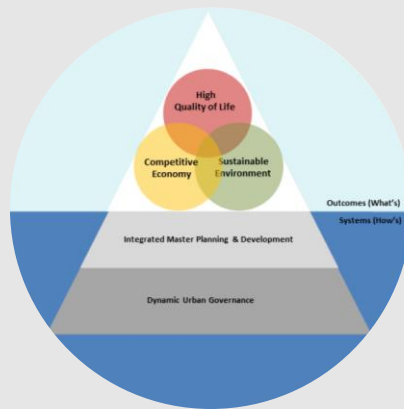 High
Quality of Life
Competitive
Economy
Sustainable
Environment
Outcomes (What's)
Systems (How's)
Integrated Master Planning & Development
Dynamic Urban Governance